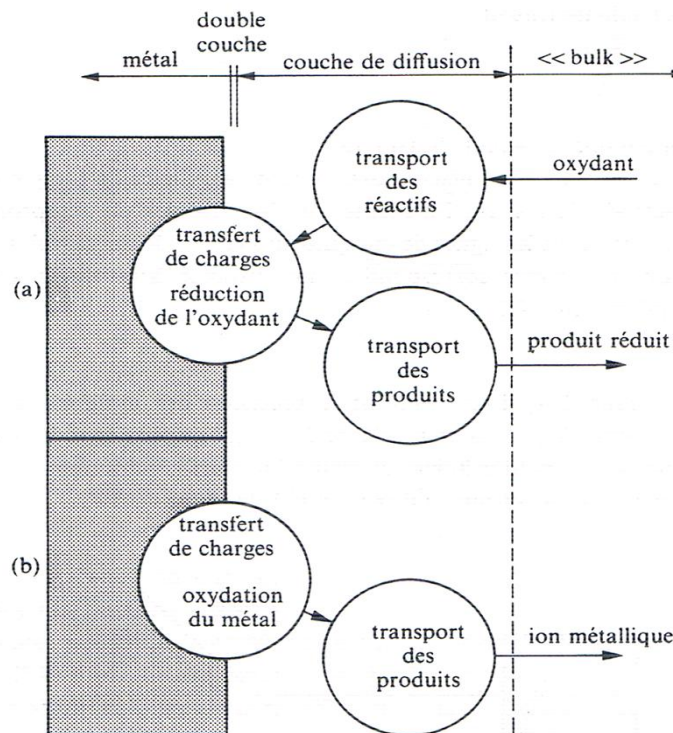 double
couche
métal
couche de diffusion
<< bulk >>
transport
des
réactifs
oxydant
transfert
de charges
réduction
de l'oxydant
(a)
transport
des
produits
produit réduit
transfert
de charges
oxydation
du métal
(b)
transport
des
produits
ion métallique